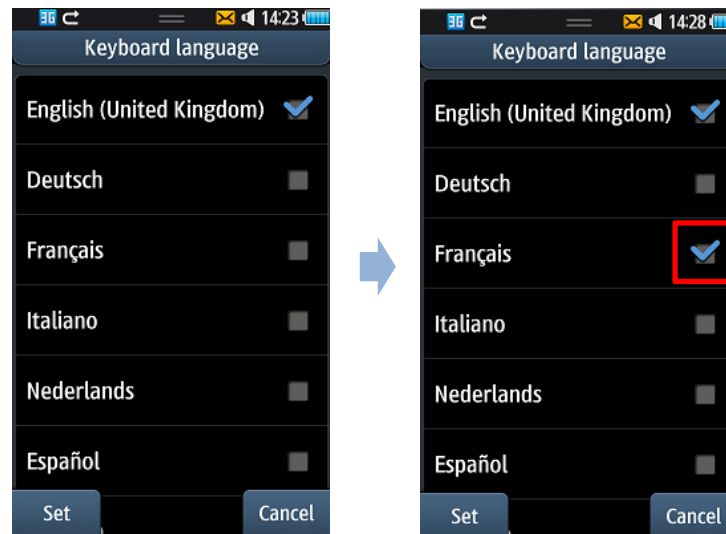 3G 14:23
Keyboard language
English (United Kingdom)
Deutsch
Français
Italiano
Nederlands
Español
Set Cancel
3G 14:28
Keyboard language
English (United Kingdom)
Deutsch
Français
Italiano
Nederlands
Español
Set Cancel